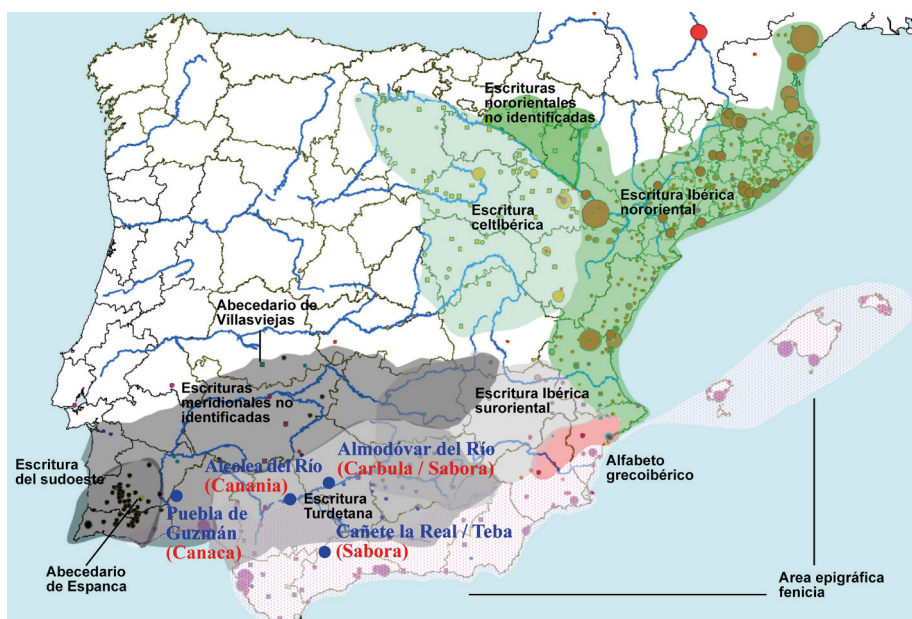 Escrituras
nororientales
no identificadas
Escritura Ibérica
nororiental
Escritura
celtibérica
Abecedario de
Villasviejas
Escrituras
meridionales no
identificadas
Escritura Ibérica
suroriental
Almodóvar del Río
(Carbula / Sabora)
Alfabeto
grecoibérico
Escritura
del sudoeste
Alcolea del Río
(Canania)
Escritura
Turdetana
Puebla de
Guzmán
(Canaca)
Cañete la Real / Teba
(Sabora)
Abecedario
de Espanca
Area epigráfica
fenicia